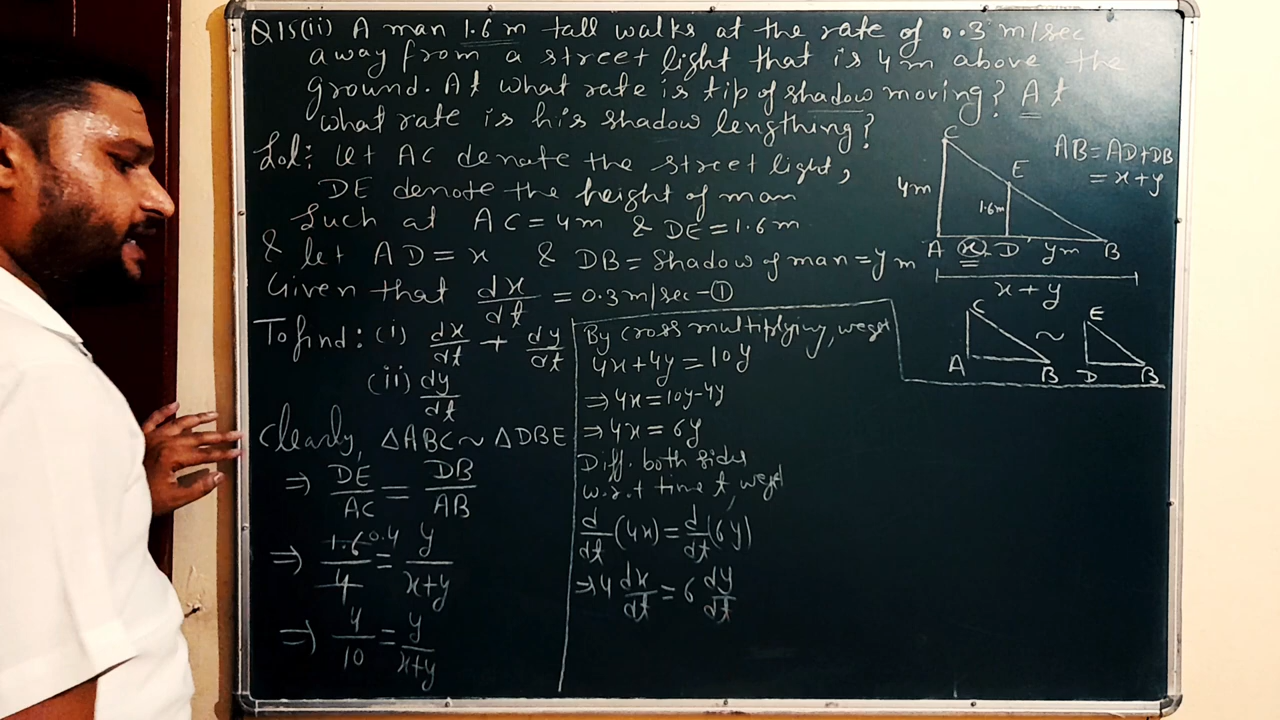 Q15(ii) A man 1.6 m tall walks at the rate of 0.3 m/sec
away from a street light that is 4m above the
ground. At what rate is tip of shadow moving? At
what rate is his shadow lengthing?
Sol: Let AC denote the street light,
DE denote the height of man
Such at AC = 4m & DE = 1.6m
& let AD = x & DB = Shadow of man = y m
Given that dx/dt = 0.3 m/sec - ①
To find: (i) dx/dt + dy/dt
(ii) dy/dt
Clearly, △ABC ~ △DBE
⇒ DE/AC = DB/AB
⇒ 1.6 0.4/4 = y/x+y
⇒ 4/10 = y/x+y
By cross multiplying, we get
4x+4y = 10y
⇒ 4x = 10y-4y
⇒ 4x = 6y
Diff. both sides
w.r.t time t, we get
d/dt (4x) = d/dt (6y)
⇒ 4 dx/dt = 6 dy/dt
C
AB = AD+DB
= x+y
E
4m
1.6m
A x D y m B
x + y
C E
~
A B D B